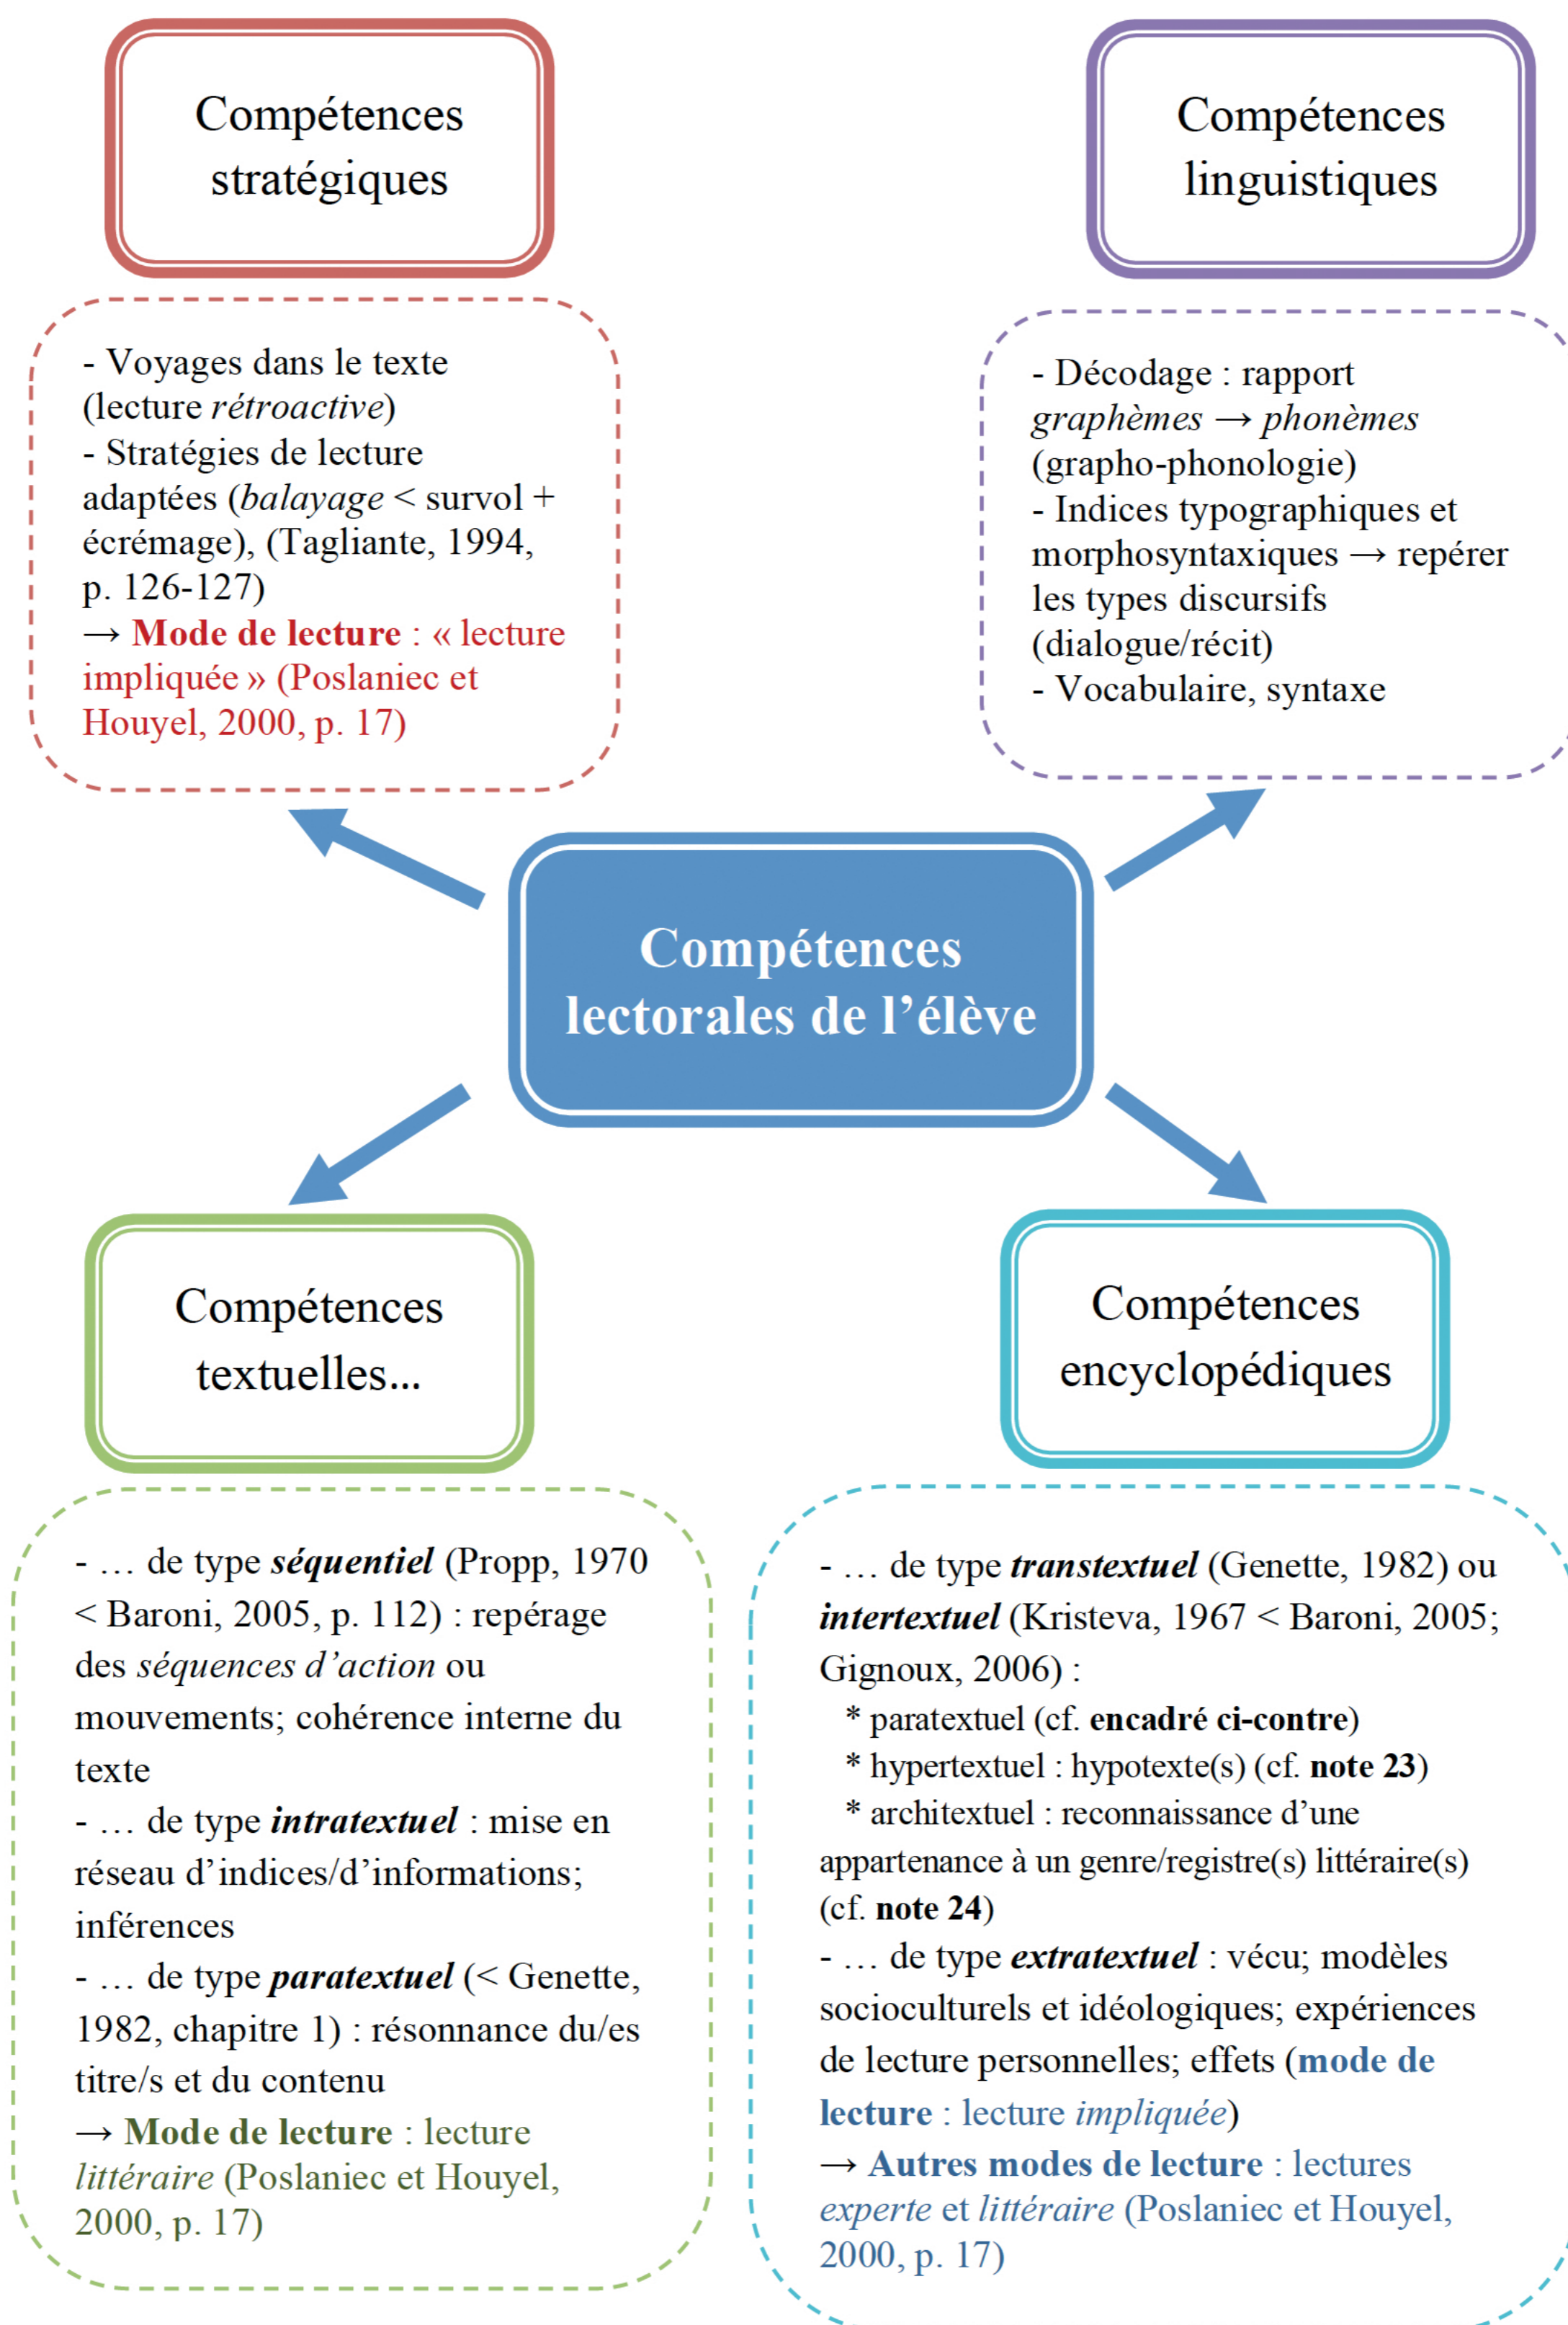 Compétences
stratégiques
- Voyages dans le texte
(lecture rétroactive)
- Stratégies de lecture
adaptées (balayage < survol +
écrémage), (Tagliante, 1994,
p. 126-127)
→ Mode de lecture : « lecture
impliquée » (Poslaniec et
Houyel, 2000, p. 17)
Compétences
linguistiques
- Décodage : rapport
graphèmes → phonèmes
(grapho-phonologie)
- Indices typographiques et
morphosyntaxiques → repérer
les types discursifs
(dialogue/récit)
- Vocabulaire, syntaxe
Compétences
lectorales de l’élève
Compétences
textuelles...
- … de type séquentiel (Propp, 1970
< Baroni, 2005, p. 112) : repérage
des séquences d’action ou
mouvements; cohérence interne du
texte
- … de type intratextuel : mise en
réseau d’indices/d’informations;
inférences
- … de type paratextuel (< Genette,
1982, chapitre 1) : résonnance du/es
titre/s et du contenu
→ Mode de lecture : lecture
littéraire (Poslaniec et Houyel,
2000, p. 17)
Compétences
encyclopédiques
- … de type transtextuel (Genette, 1982) ou
intertextuel (Kristeva, 1967 < Baroni, 2005;
Gignoux, 2006) :
* paratextuel (cf. encadré ci-contre)
* hypertextuel : hypotexte(s) (cf. note 23)
* architextuel : reconnaissance d’une
appartenance à un genre/registre(s) littéraire(s)
(cf. note 24)
- … de type extratextuel : vécu; modèles
socioculturels et idéologiques; expériences
de lecture personnelles; effets (mode de
lecture : lecture impliquée)
→ Autres modes de lecture : lectures
experte et littéraire (Poslaniec et Houyel,
2000, p. 17)